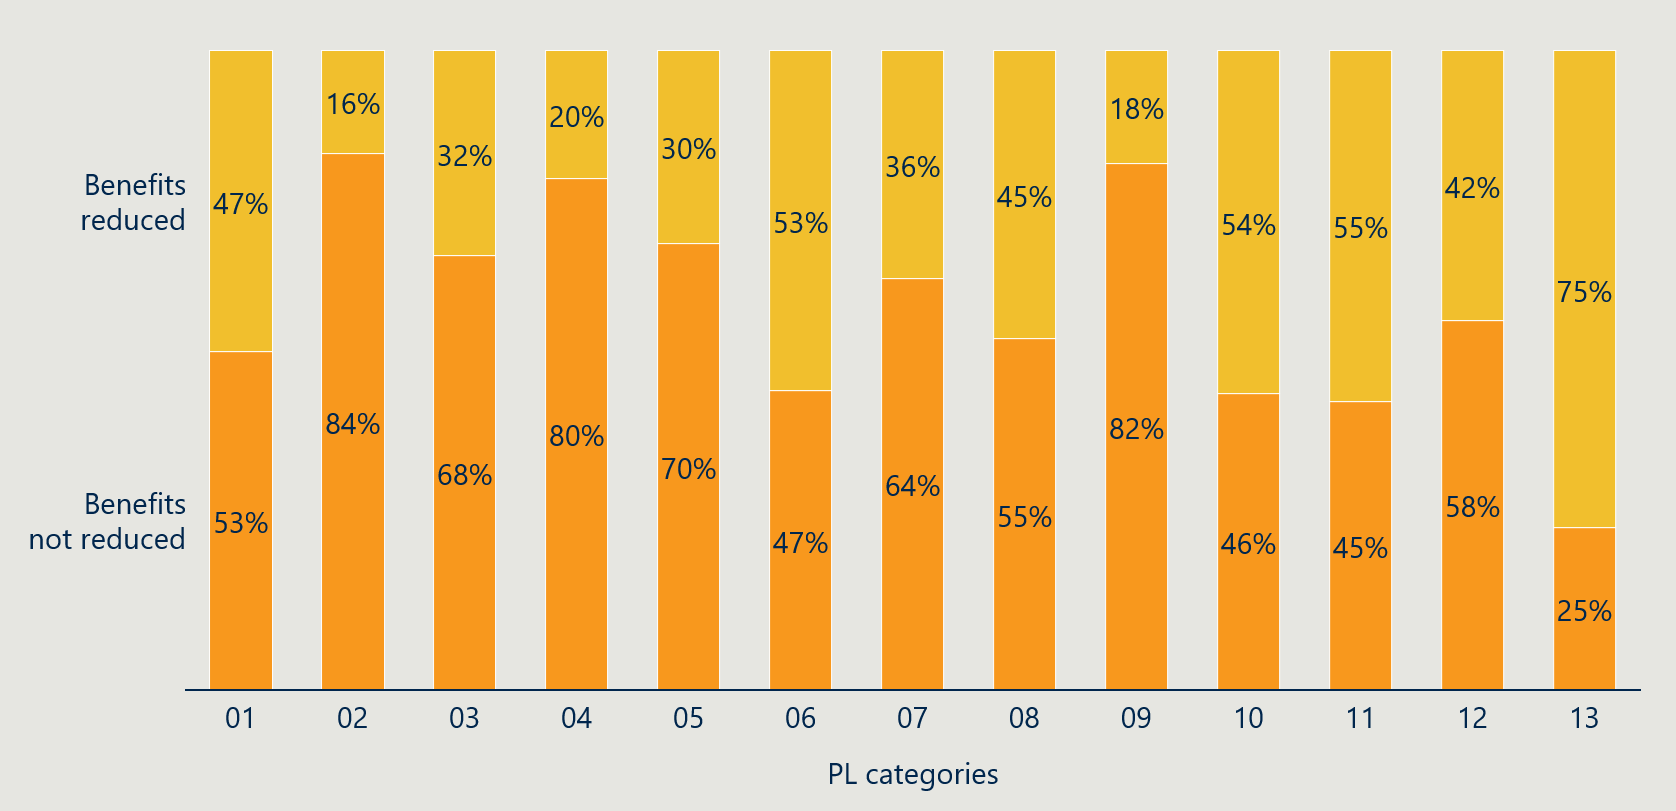 Benefits
reduced
47% 16% 32% 20% 30% 53% 36% 45% 18% 54% 55% 42% 75%
Benefits
not reduced
53% 84% 68% 80% 70% 47% 64% 55% 82% 46% 45% 58% 25%
01 02 03 04 05 06 07 08 09 10 11 12 13
PL categories